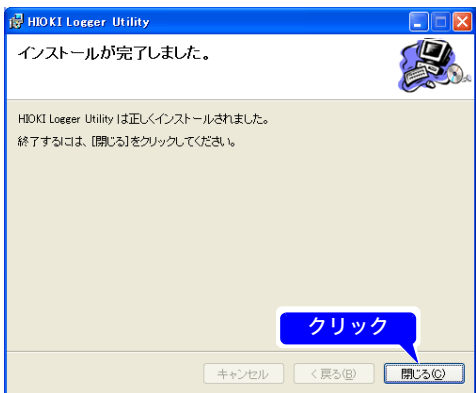 HIOKI Logger Utility
インストールが完了しました。
HIOKI Logger Utility は正しくインストールされました。
終了するには、[閉じる]をクリックしてください。
クリック
キャンセル
< 戻る(B)
閉じる(C)